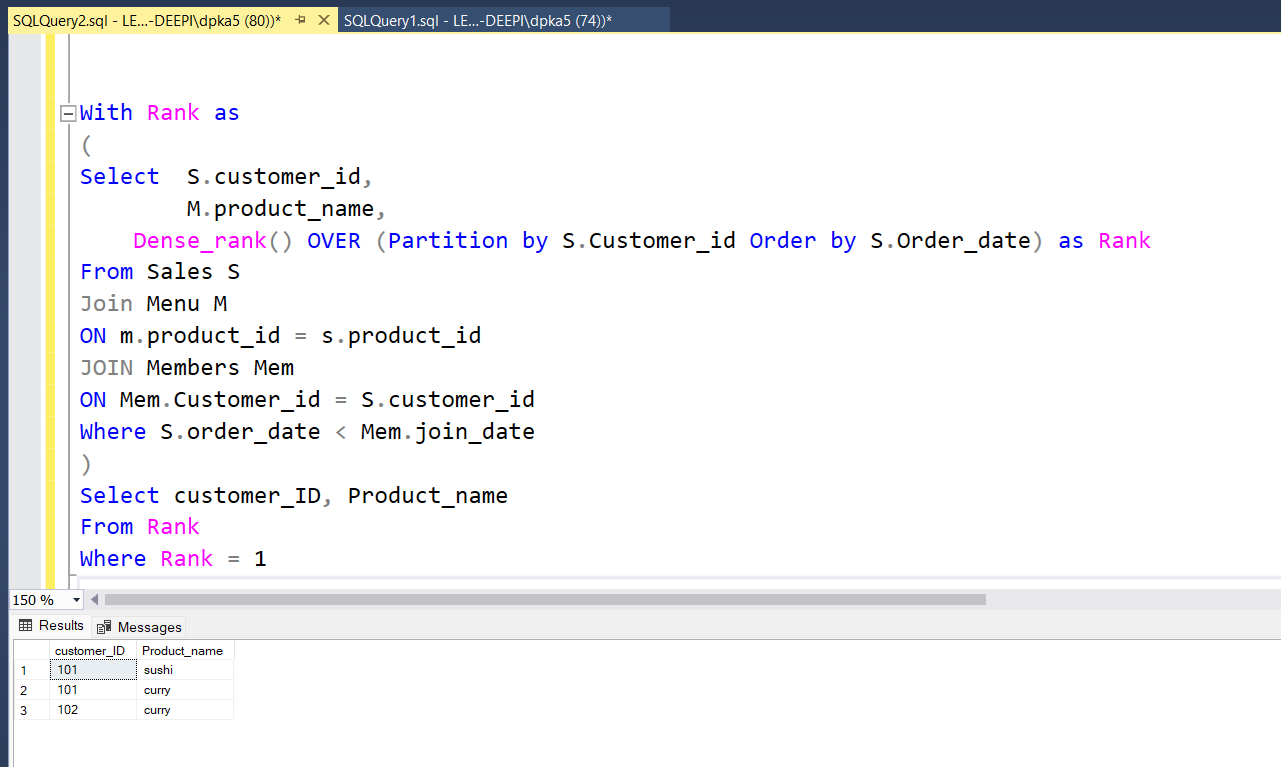 SQLQuery2.sql - LE...-DEEPI\dpka5 (80))* SQLQuery1.sql - LE...-DEEPI\dpka5 (74))*
With Rank as
(
Select  S.customer_id,
        M.product_name,
    Dense_rank() OVER (Partition by S.Customer_id Order by S.Order_date) as Rank
From Sales S
Join Menu M
ON m.product_id = s.product_id
JOIN Members Mem
ON Mem.Customer_id = S.customer_id
Where S.order_date < Mem.join_date
)
Select customer_ID, Product_name
From Rank
Where Rank = 1
150 %
Results Messages
customer_ID Product_name
1 101 sushi
2 101 curry
3 102 curry